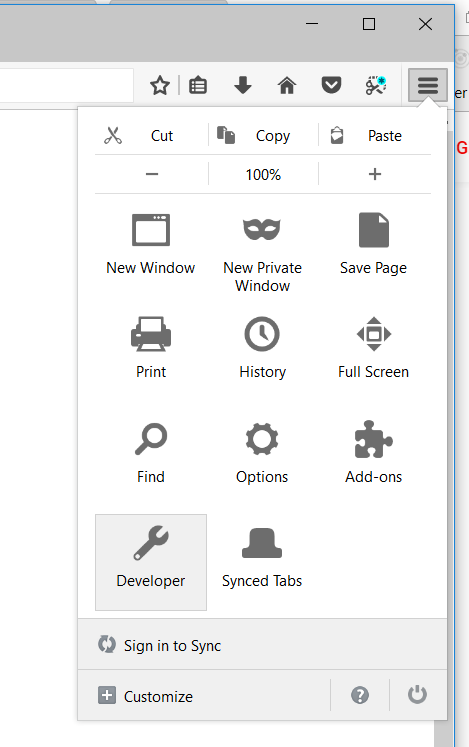 er
Cut Copy Paste
G
100%
New Window New Private Window Save Page
Print History Full Screen
Find Options Add-ons
Developer Synced Tabs
Sign in to Sync
Customize